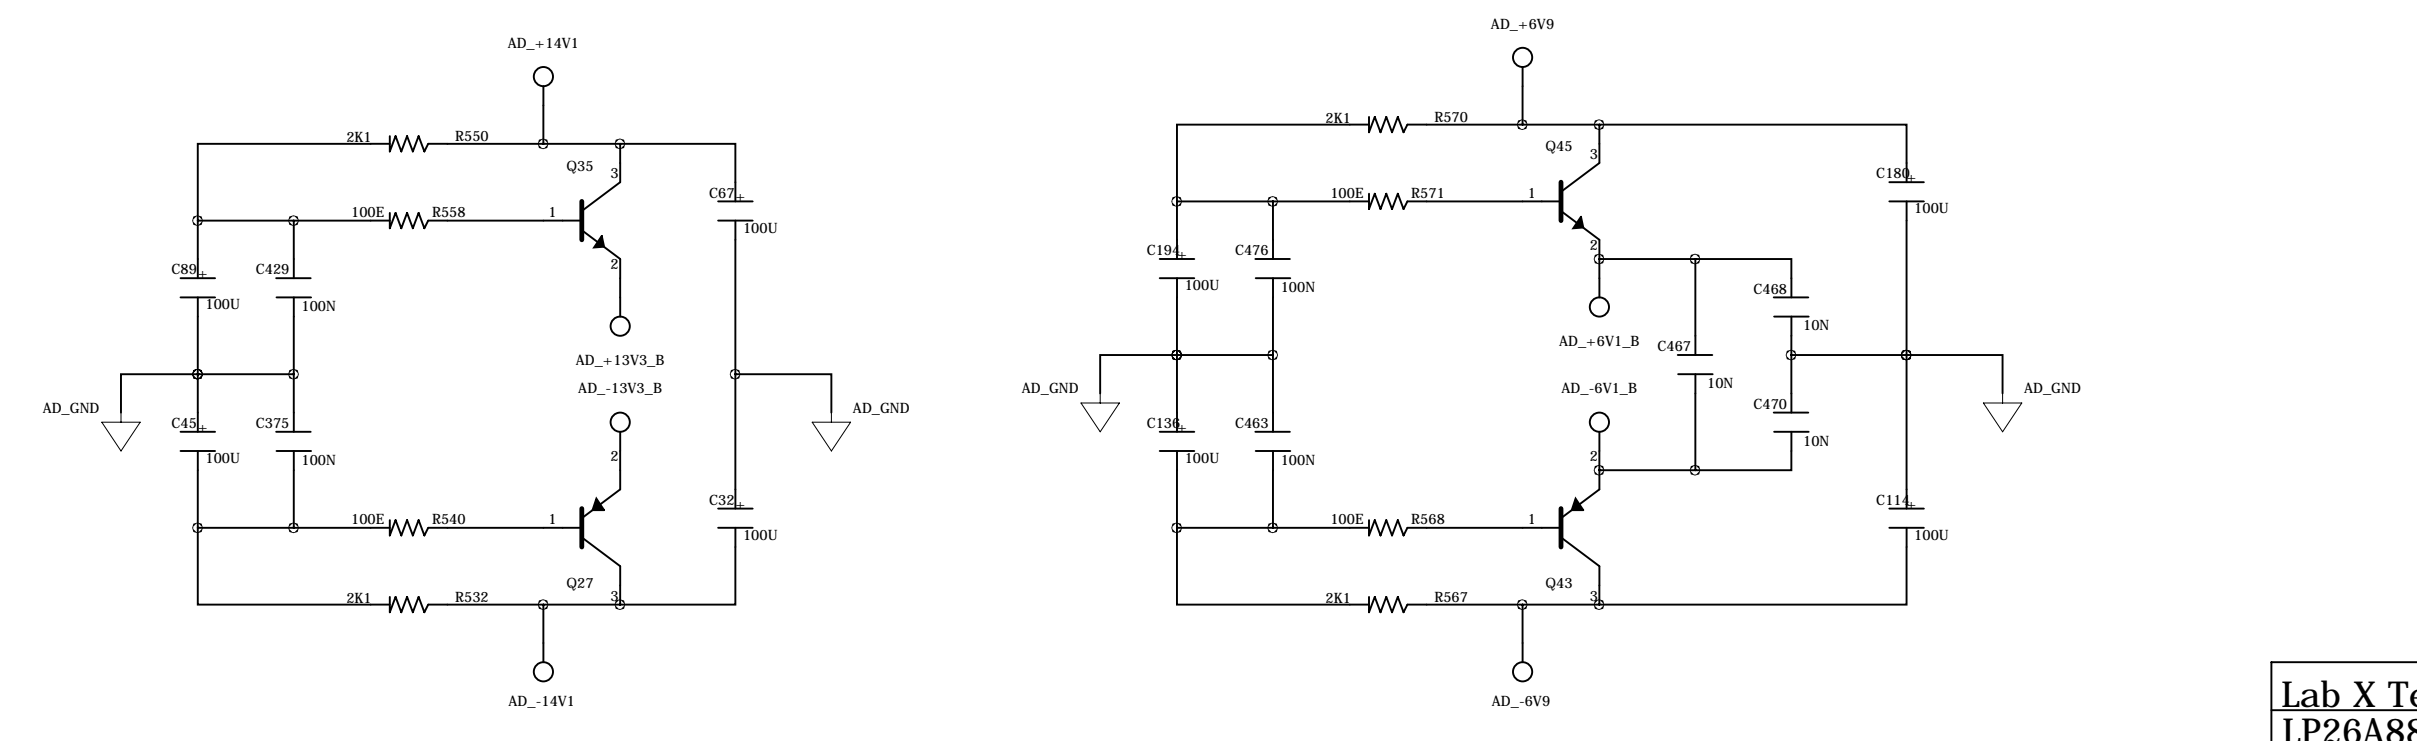 AD_+14V1
2K1
R550
Q35
3
100E
R558
1
2
C67
+
100U
C89
+
100U
C429
100N
AD_+13V3_B
AD_-13V3_B
AD_GND
AD_GND
C45
+
100U
C375
100N
2
100E
R540
1
C32
+
100U
Q27
3
2K1
R532
AD_-14V1
AD_+6V9
2K1
R570
Q45
3
100E
R571
1
2
C180
+
100U
C194
+
100U
C476
100N
C468
10N
AD_+6V1_B
C467
10N
AD_-6V1_B
AD_GND
AD_GND
C136
+
100U
C463
100N
C470
10N
2
100E
R568
1
C114
+
100U
Q43
3
2K1
R567
AD_-6V9
Lab X Te
LP26A88